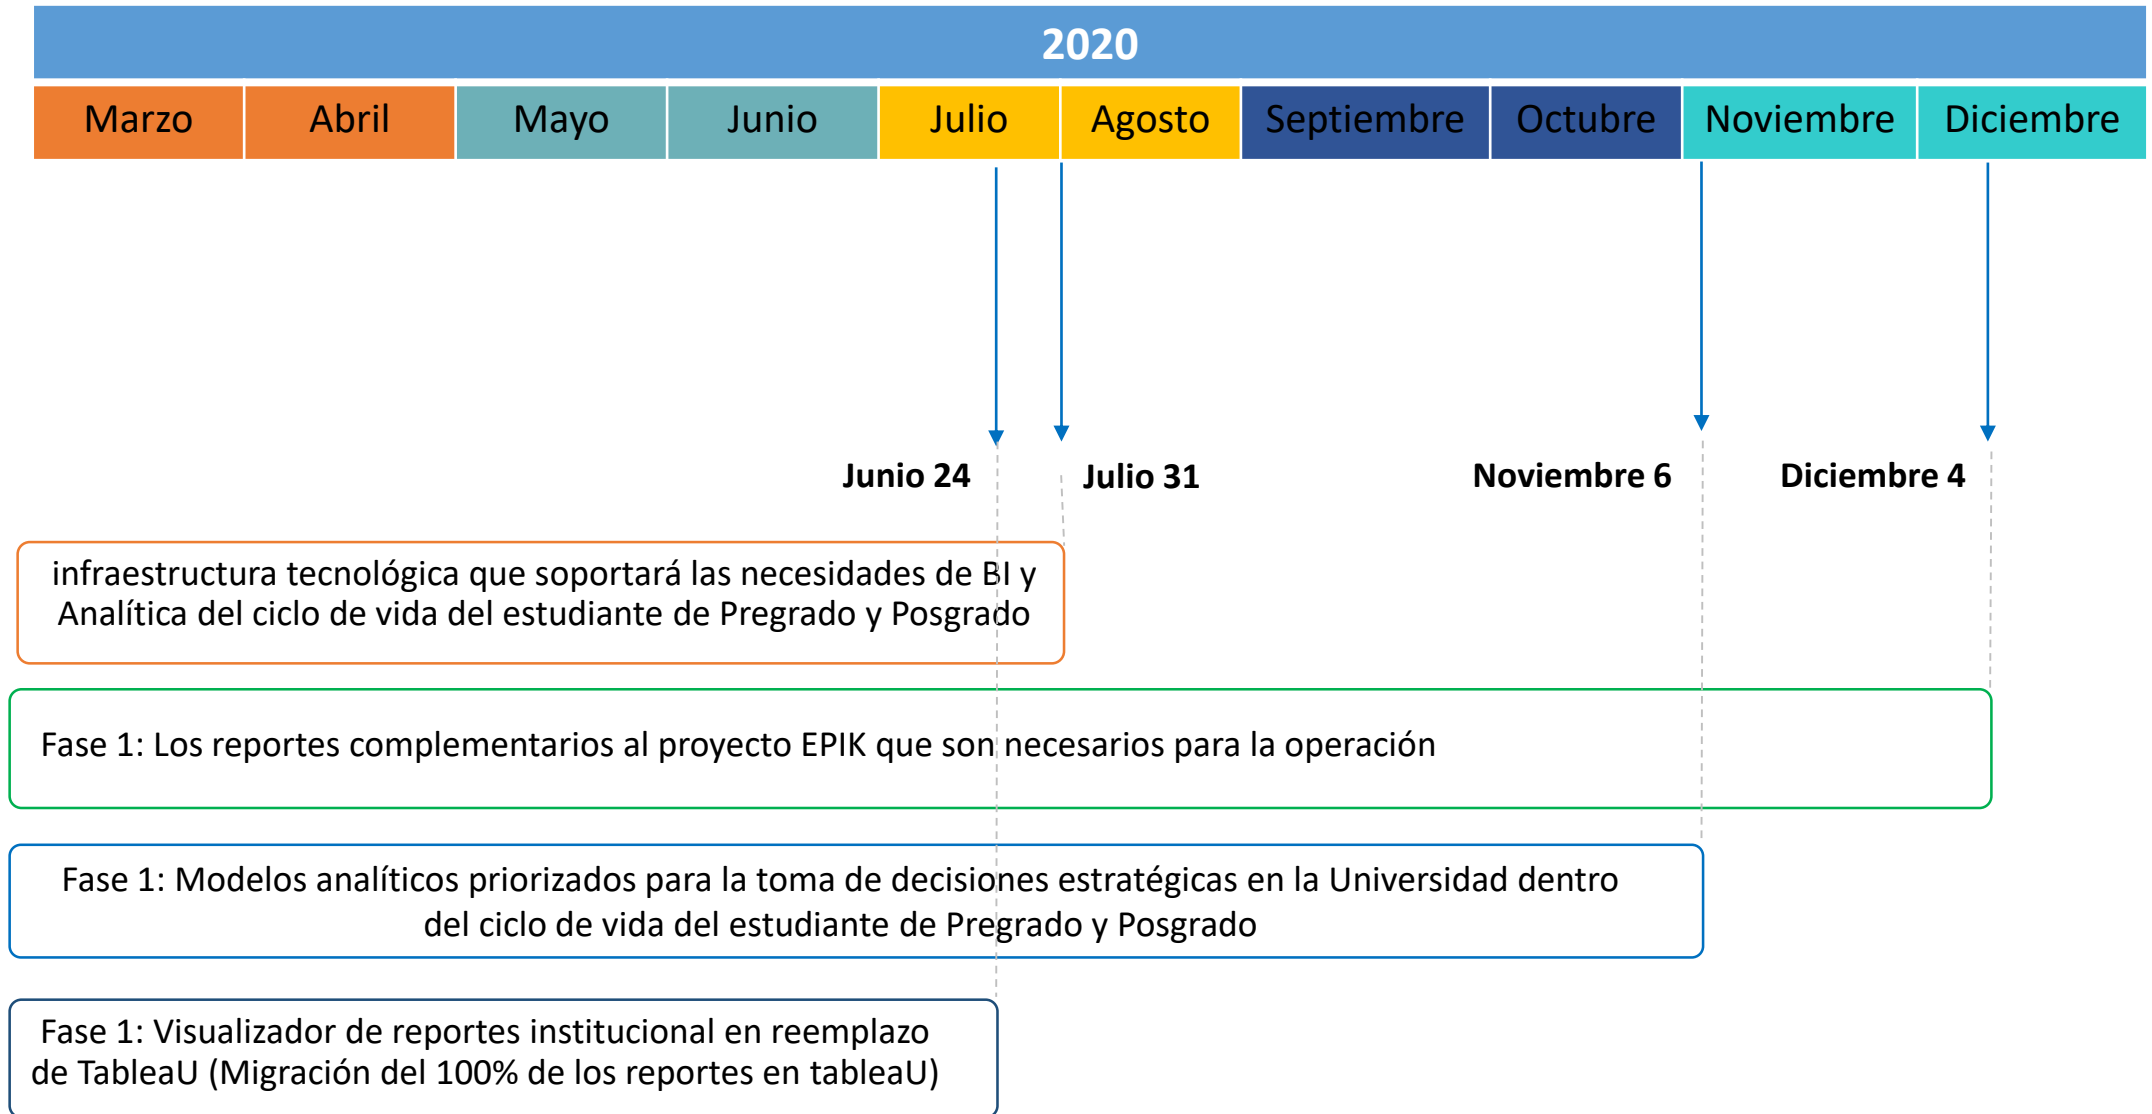 2020
Marzo Abril Mayo Junio Julio Agosto Septiembre Octubre Noviembre Diciembre
Junio 24 Julio 31 Noviembre 6 Diciembre 4
infraestructura tecnológica que soportará las necesidades de BI y
Analítica del ciclo de vida del estudiante de Pregrado y Posgrado
Fase 1: Los reportes complementarios al proyecto EPIK que son necesarios para la operación
Fase 1: Modelos analíticos priorizados para la toma de decisiones estratégicas en la Universidad dentro
del ciclo de vida del estudiante de Pregrado y Posgrado
Fase 1: Visualizador de reportes institucional en reemplazo
de TableaU (Migración del 100% de los reportes en tableaU)